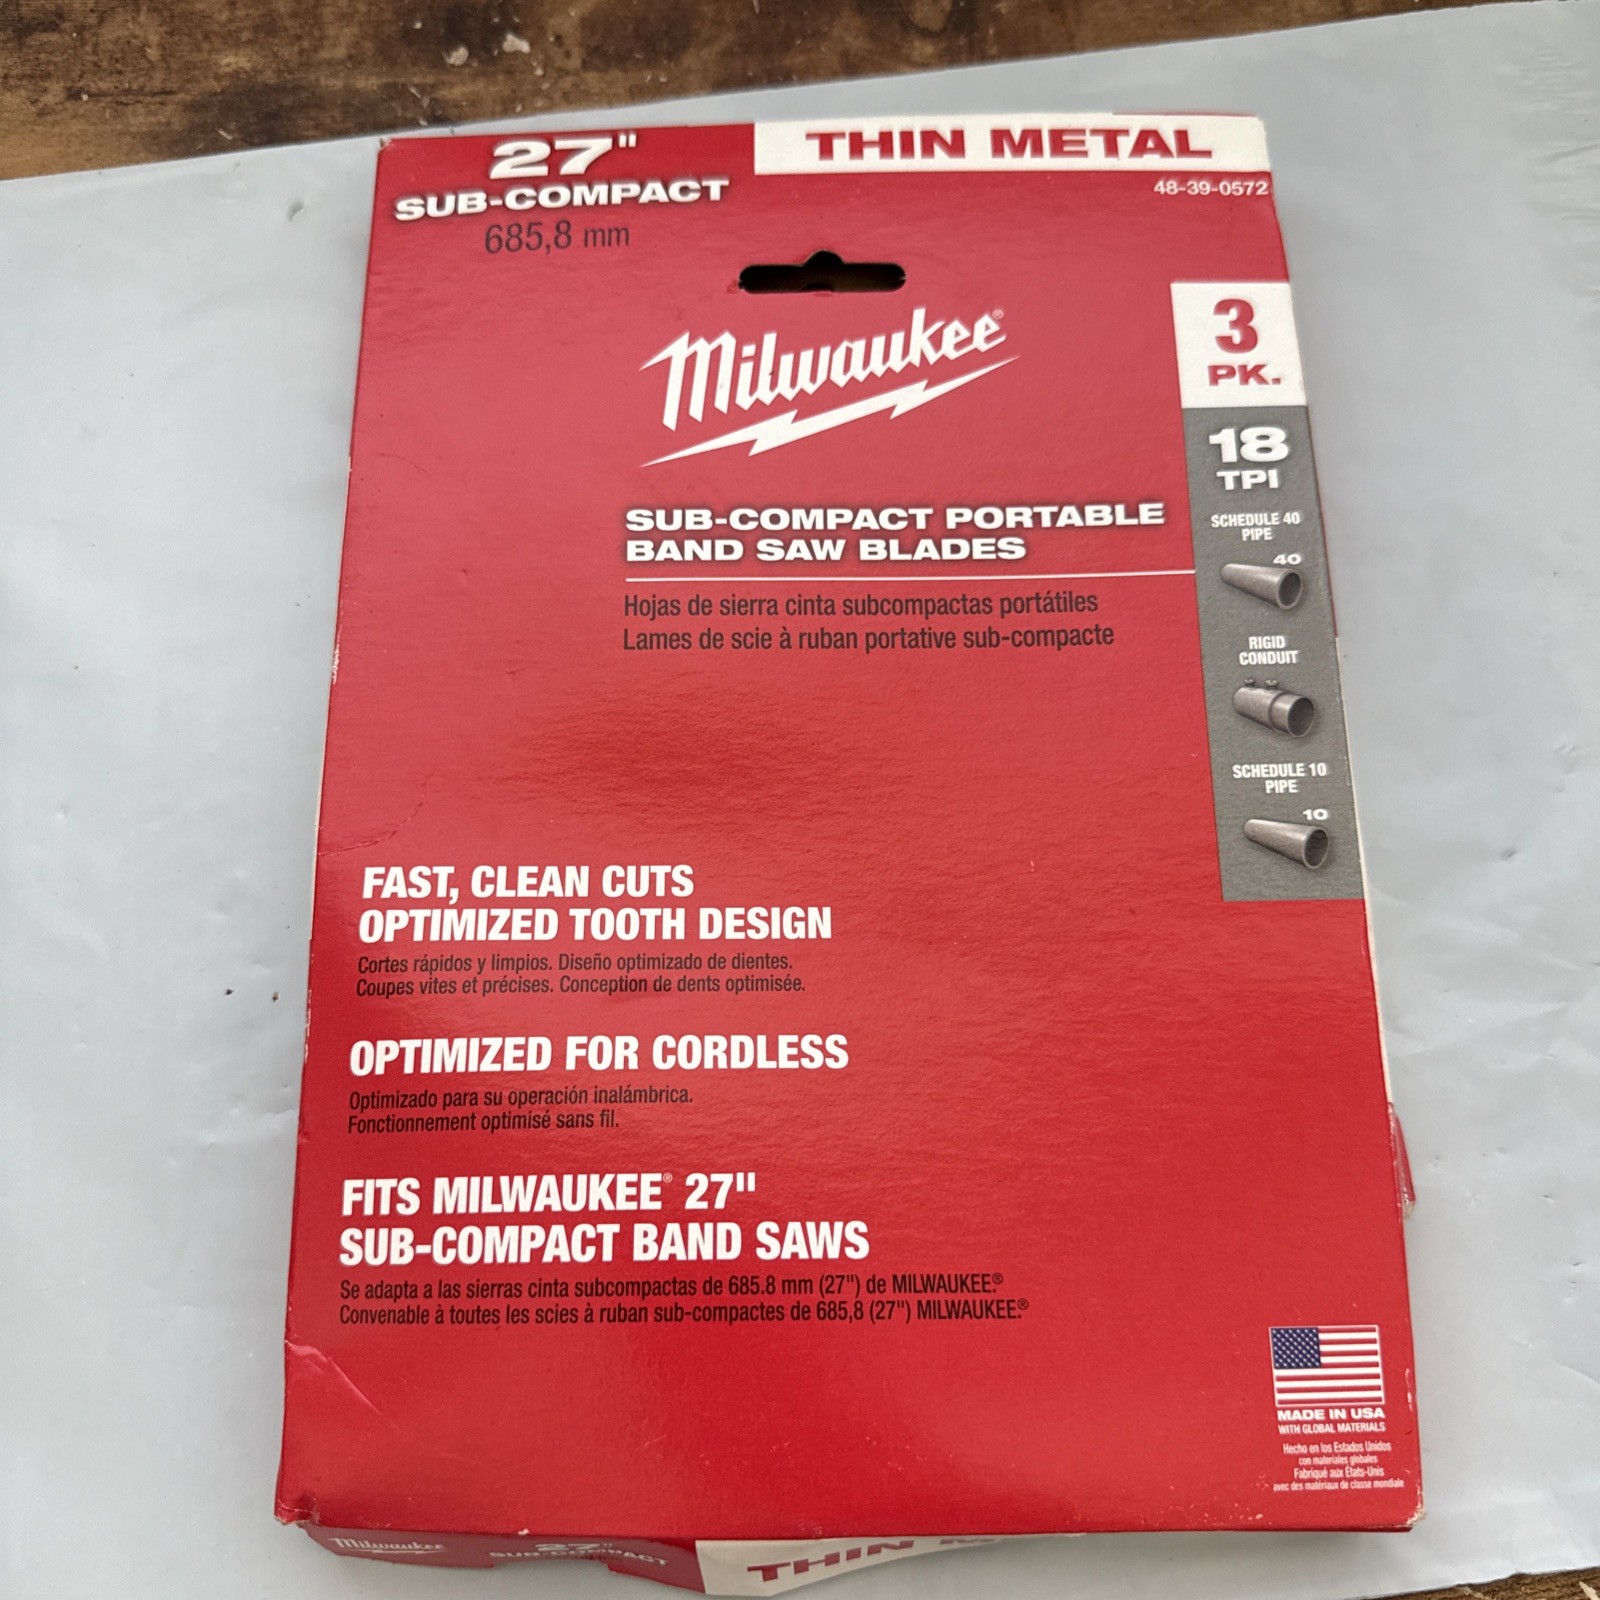 27"
SUB-COMPACT
685,8 mm
THIN METAL
48-39-0572
Milwaukee®
3
PK.
18
TPI
SCHEDULE 40
PIPE
40
RIGID
CONDUIT
SCHEDULE 10
PIPE
10
SUB-COMPACT PORTABLE
BAND SAW BLADES
Hojas de sierra cinta subcompactas portátiles
Lames de scie à ruban portative sub-compacte
FAST, CLEAN CUTS
OPTIMIZED TOOTH DESIGN
Cortes rápidos y limpios. Diseño optimizado de dientes.
Coupes vites et précises. Conception de dents optimisée.
OPTIMIZED FOR CORDLESS
Optimizado para su operación inalámbrica.
Fonctionnement optimisé sans fil.
FITS MILWAUKEE® 27"
SUB-COMPACT BAND SAWS
Se adapta a las sierras cinta subcompactas de 685.8 mm (27") de MILWAUKEE®.
Convenable à toutes les scies à ruban sub-compactes de 685,8 (27") MILWAUKEE®.
MADE IN USA
WITH GLOBAL MATERIALS
Hecho en los Estados Unidos
con materiales globales
Fabriqué aux États-Unis
avec des matériaux de classe mondiale
Milwaukee
27"
SUB-COMPACT
THIN